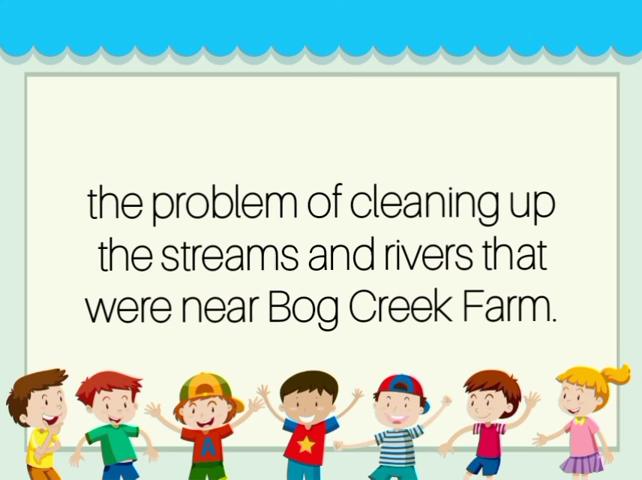 the problem of cleaning up
the streams and rivers that
were near Bog Creek Farm.